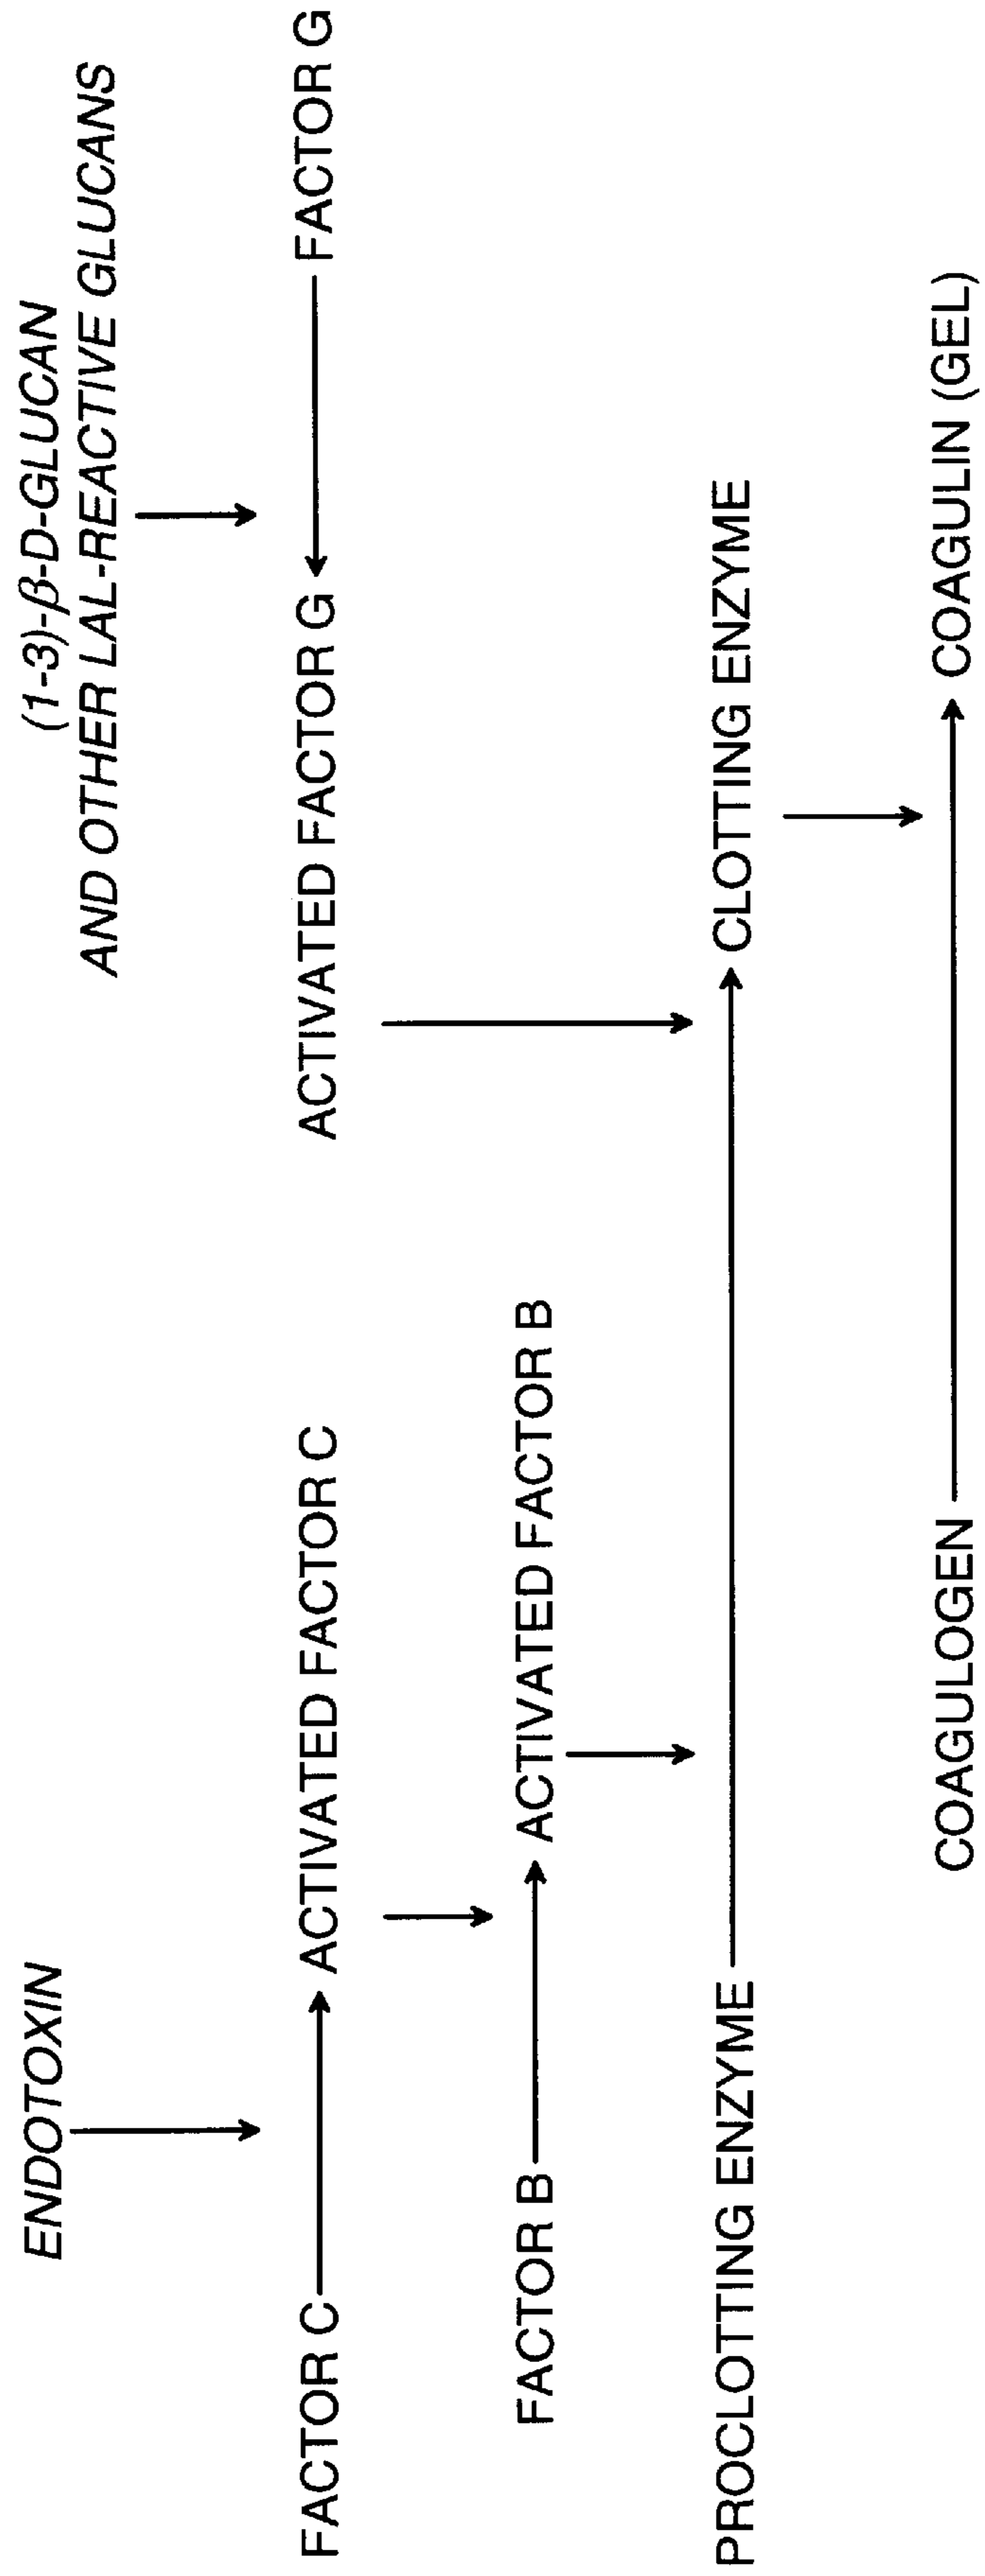 ENDOTOXIN
(1-3)-β-D-GLUCAN
AND OTHER LAL-REACTIVE GLUCANS
FACTOR C
ACTIVATED FACTOR C
ACTIVATED FACTOR G
FACTOR G
FACTOR B
ACTIVATED FACTOR B
PROCLOTTING ENZYME
CLOTTING ENZYME
COAGULOGEN
COAGULIN (GEL)